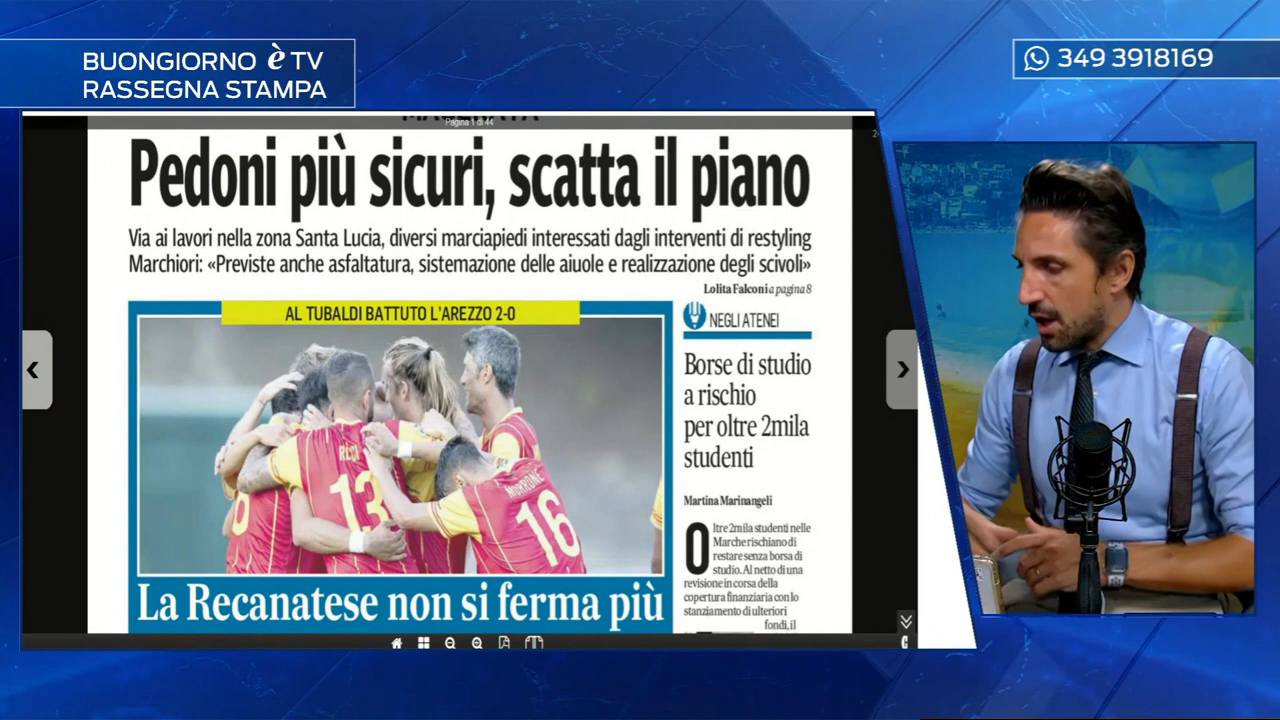 BUONGIORNO è TV
RASSEGNA STAMPA
349 3918169
Pagina 1 di 44
Pedoni più sicuri, scatta il piano
Via ai lavori nella zona Santa Lucia, diversi marciapiedi interessati dagli interventi di restyling
Marchiori: «Previste anche asfaltatura, sistemazione delle aiuole e realizzazione degli scivoli»
Lolita Falconi a pagina 8
AL TUBALDI BATTUTO L'AREZZO 2-0
RICCI
13
MORRONE
16
La Recanatese non si ferma più
NEGLI ATENEI
Borse di studio
a rischio
per oltre 2mila
studenti
Martina Marinangeli
Oltre 2mila studenti nelle
Marche rischiano di
restare senza borsa di
studio. Al netto di una
revisione in corsa della
copertura finanziaria con lo
stanziamento di ulteriori
fondi, il